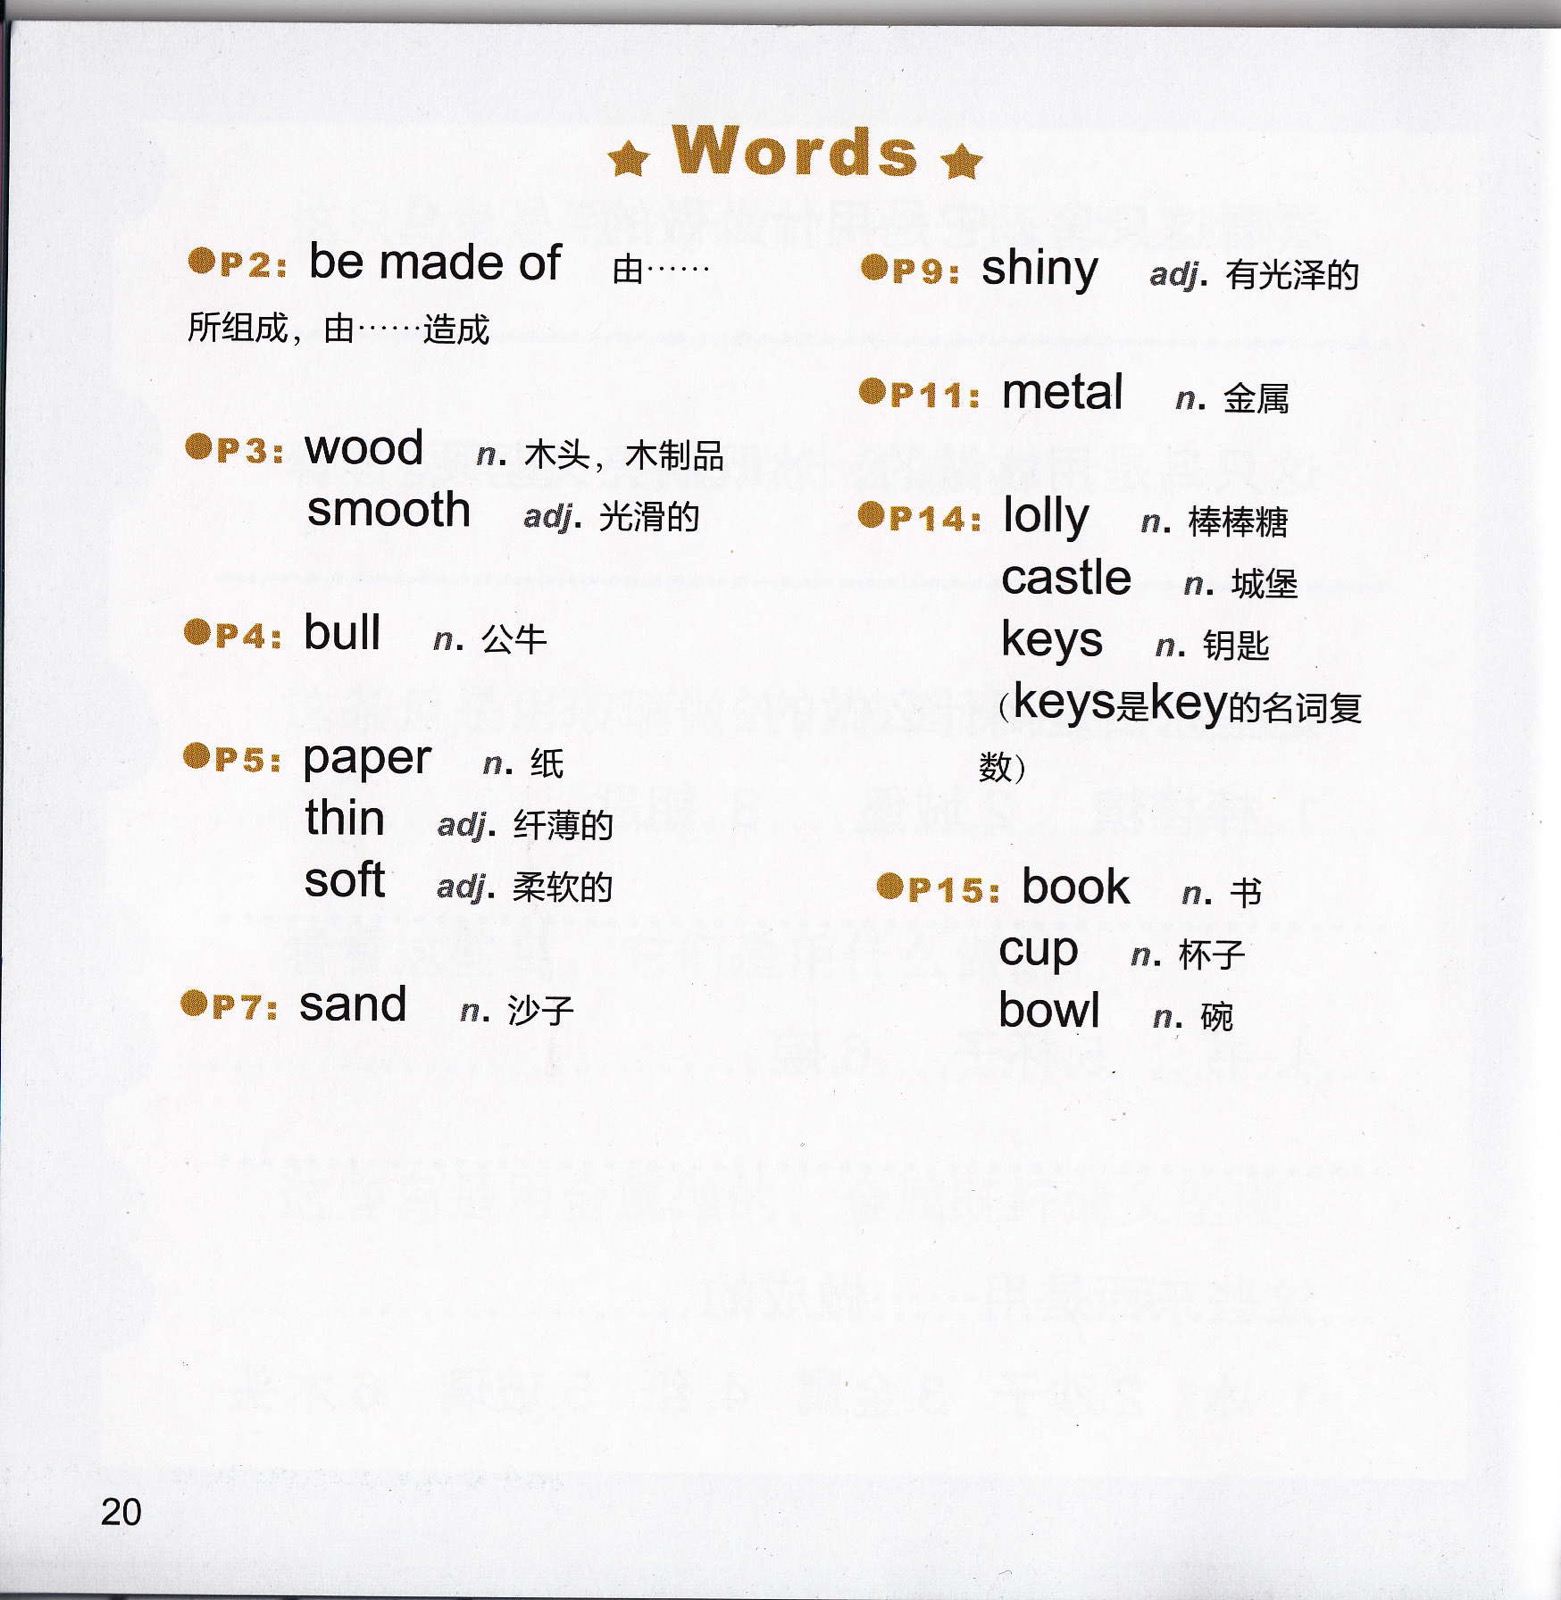 Words
P2: be made of 由……
所组成，由……造成
P3: wood n. 木头，木制品
smooth adj. 光滑的
P4: bull n. 公牛
P5: paper n. 纸
thin adj. 纤薄的
soft adj. 柔软的
P7: sand n. 沙子
P9: shiny adj. 有光泽的
P11: metal n. 金属
P14: lolly n. 棒棒糖
castle n. 城堡
keys n. 钥匙
（keys是key的名词复
数）
P15: book n. 书
cup n. 杯子
bowl n. 碗
20